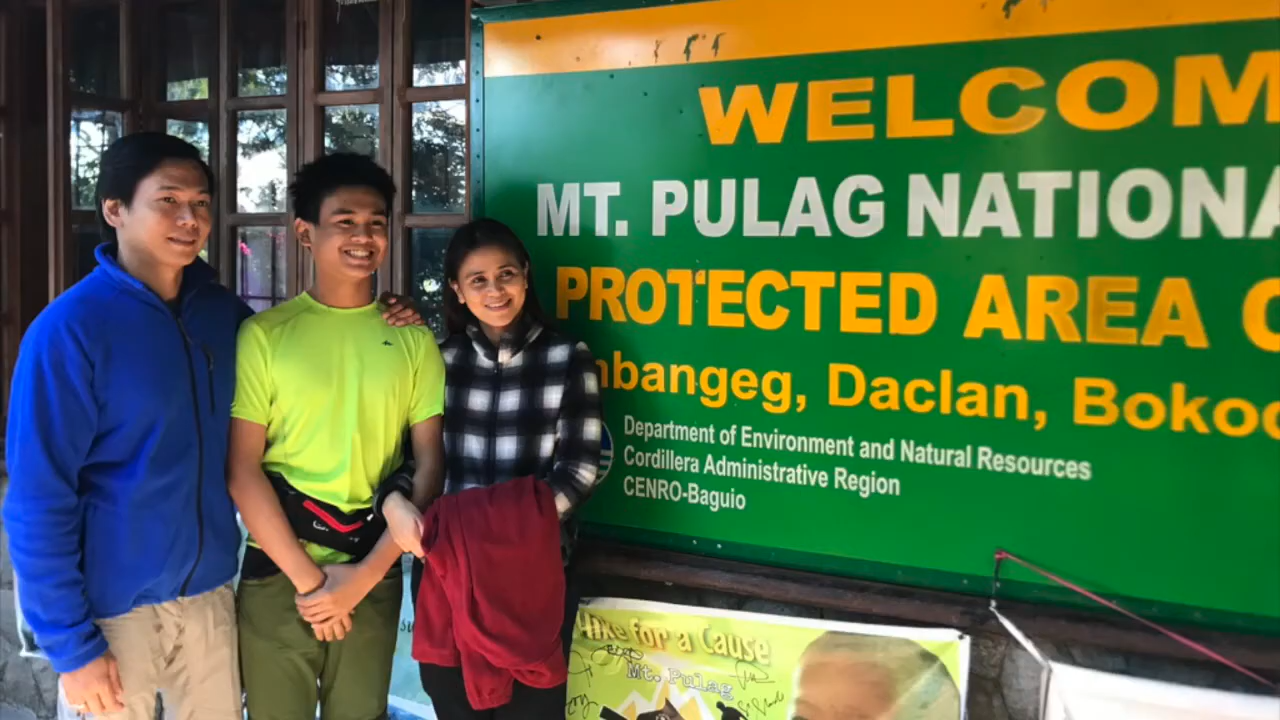 WELCOM
MT. PULAG NATIONA
PROTECTED AREA O
mbangeg, Daclan, Bokod
Department of Environment and Natural Resources
Cordillera Administrative Region
CENRO-Baguio
Hike for a Cause
Mt. Pulag